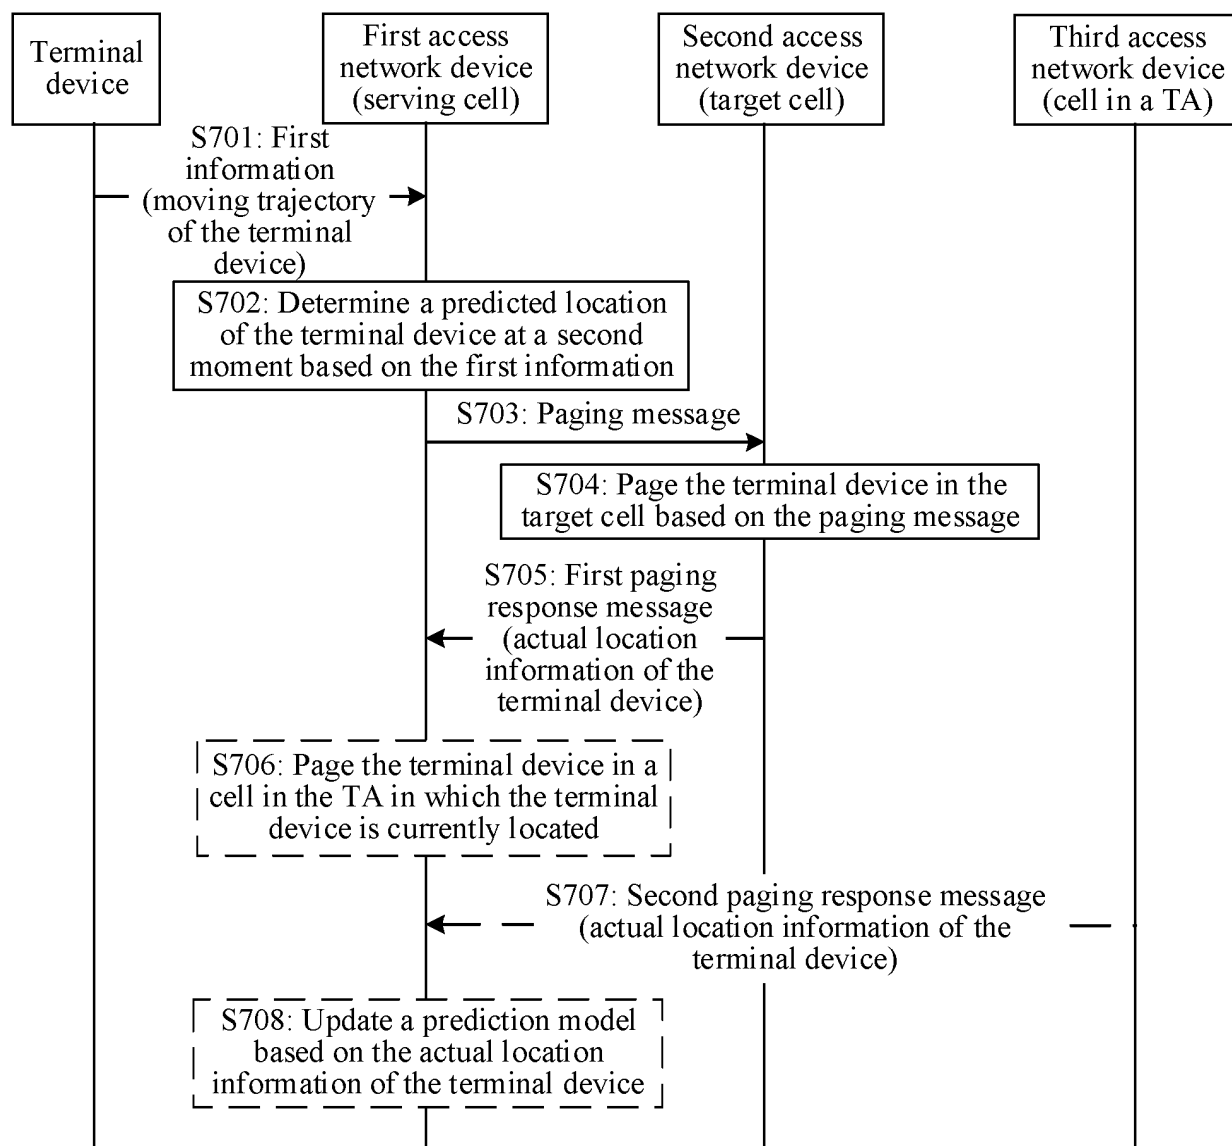 Terminal
device
First access
network device
(serving cell)
Second access
network device
(target cell)
Third access
network device
(cell in a TA)
S701: First
information
(moving trajectory
of the terminal
device)
S702: Determine a predicted location
of the terminal device at a second
moment based on the first information
S703: Paging message
S704: Page the terminal device in the
target cell based on the paging message
S705: First paging
response message
(actual location
information of the
terminal device)
S706: Page the terminal device in a
cell in the TA in which the terminal
device is currently located
S707: Second paging response message
(actual location information of the
terminal device)
S708: Update a prediction model
based on the actual location
information of the terminal device